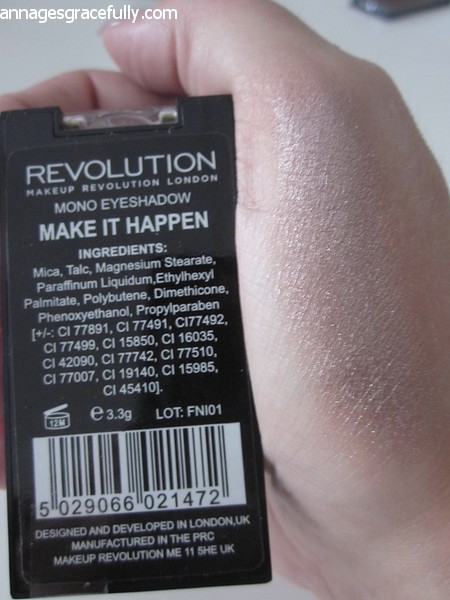 annagesgracefully.com
REVOLUTION
MAKEUP REVOLUTION LONDON
MONO EYESHADOW
MAKE IT HAPPEN
INGREDIENTS:
Mica, Talc, Magnesium Stearate,
Paraffinum Liquidum,Ethylhexyl
Palmitate, Polybutene, Dimethicone,
Phenoxyethanol, Propylparaben
[+/-: CI 77891, CI 77491, CI77492,
CI 77499, CI 15850, CI 16035,
CI 42090, CI 77742, CI 77510,
CI 77007, CI 19140, CI 15985,
CI 45410].
12M e 3.3g LOT: FNI01
5 029066 021472
DESIGNED AND DEVELOPED IN LONDON,UK
MANUFACTURED IN THE PRC
MAKEUP REVOLUTION ME 11 5HE UK